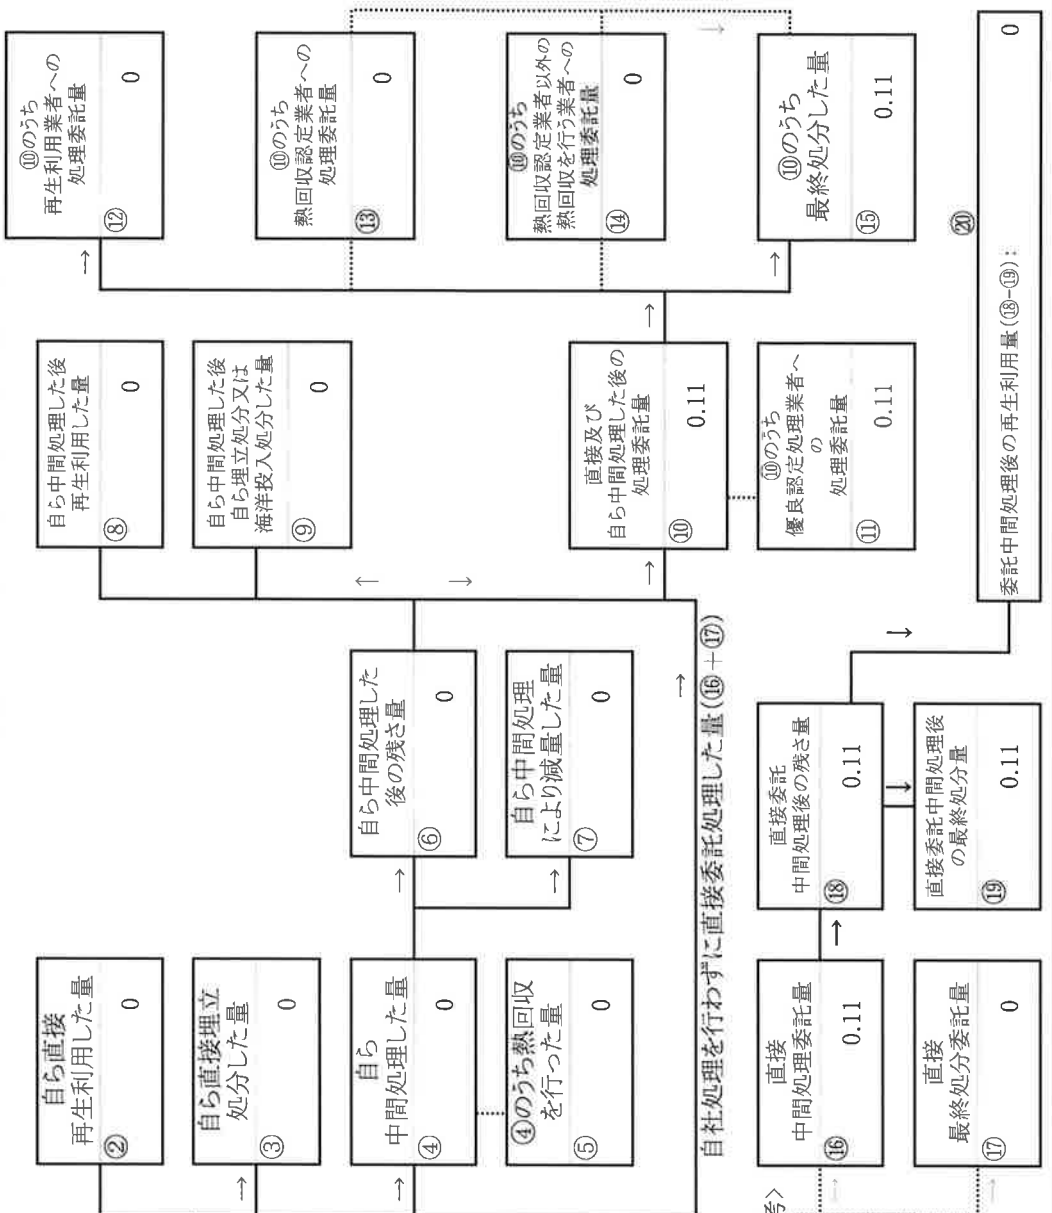 自ら直接
再生利用した量
② 0
自ら直接埋立
処分した量
③ 0
自ら
中間処理した量
④ 0
④のうち熱回収
を行った量
⑤ 0
自ら中間処理した
後の残さ量
⑥ 0
自ら中間処理
により減量した量
⑦ 0
自ら中間処理した後
再生利用した量
⑧ 0
自ら中間処理した後
自ら埋立処分又は
海洋投入処分した量
⑨ 0
直接及び
自ら中間処理した後の
処理委託量
⑩ 0.11
⑩のうち
優良認定処理業者へ
の
処理委託量
⑪ 0.11
⑩のうち
再生利用業者への
処理委託量
⑫ 0
⑩のうち
熱回収認定業者への
処理委託量
⑬ 0
⑩のうち
熱回収認定業者以外の
熱回収を行う業者への
処理委託量
⑭ 0
⑩のうち
最終処分した量
⑮ 0.11
自社処理を行わずに直接委託処理した量(⑯+⑰)
考>
直接
中間処理委託量
⑯ 0.11
直接
最終処分委託量
⑰ 0
直接委託
中間処理後の残さ量
⑱ 0.11
直接委託中間処理後
の最終処分量
⑲ 0.11
⑳
委託中間処理後の再生利用量(⑱-⑲): 0